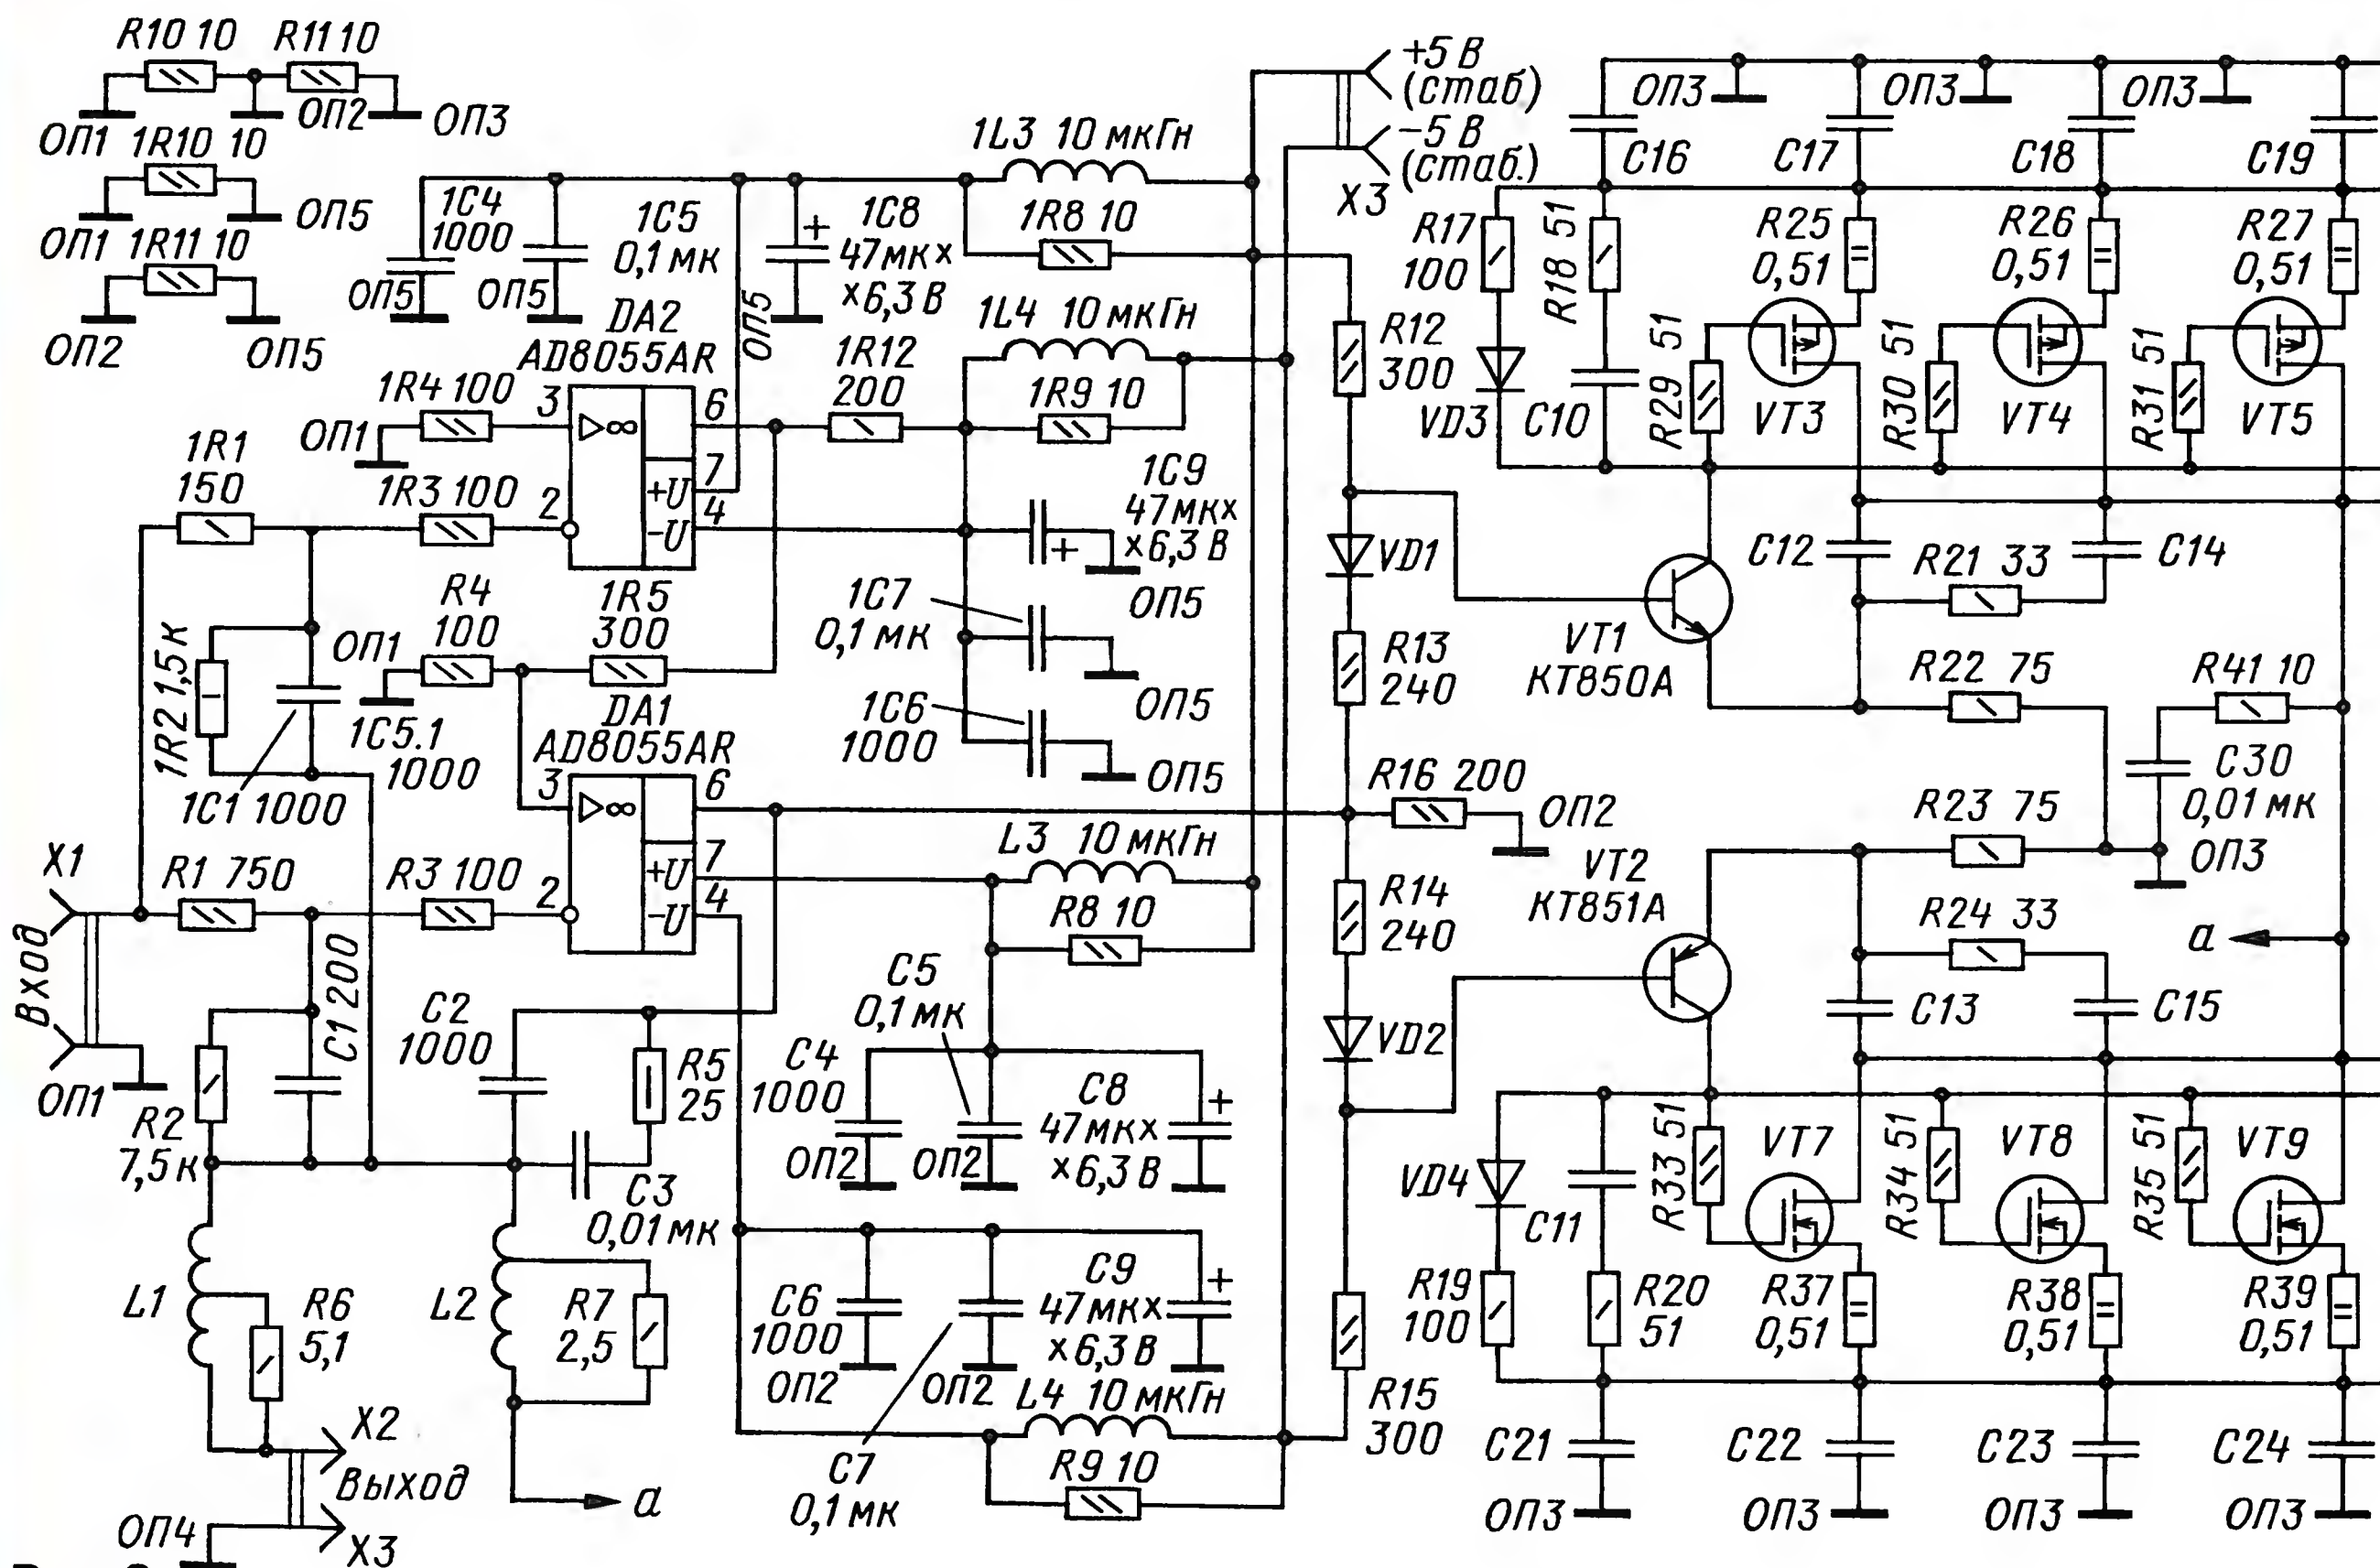 R10 10
R11 10
ОП1
ОП2
ОП3
1R10 10
ОП1
ОП5
1R11 10
ОП2
ОП5
1C4
1000
ОП5
1C5
0,1 мк
ОП5
1C8
+
47мк×
×6,3 В
ОП5
1L3 10 мкГн
1R8 10
+5 В
(стаб)
-5 В
(стаб.)
X3
DA2
AD8055AR
1R4 100
ОП1
3
▷∞
6
7
+U
4
-U
2
1R1
150
1R3 100
1R12
200
1L4 10 мкГн
1R9 10
1C9
47мкх
×6,3 В
+
ОП5
1C7
0,1 мк
ОП5
1C6
1000
ОП5
R4
100
ОП1
1R5
300
1R2 1,5к
1C5.1
1000
1C1 1000
DA1
AD8055AR
3
▷∞
6
7
+U
4
-U
2
X1
Вход
ОП1
R1 750
R3 100
C1 200
R2
7,5к
C2
1000
R5
25
C3
0,01 мк
L3 10 мкГн
R8 10
C4
1000
ОП2
C5
0,1 мк
ОП2
C8
+
47мкх
×6,3 В
L1
R6
5,1
L2
R7
2,5
C6
1000
ОП2
ОП2
C7
0,1 мк
C9
+
47мкх
×6,3 В
L4 10 мкГн
R9 10
X2
Выход
X3
ОП4
а
R12
300
VD1
R13
240
R16 200
ОП2
R14
240
VD2
R15
300
ОП3
ОП3
ОП3
C16
C17
C18
C19
R17
100
R18 51
R25
0,51
R26
0,51
R27
0,51
VD3
C10
R29 51
VT3
R30 51
VT4
R31 51
VT5
C12
R21 33
C14
VT1
КТ850А
R22 75
R41 10
C30
0,01 мк
R23 75
ОП3
VT2
КТ851А
R24 33
а
C13
C15
VD4
C11
R33 51
VT7
R34 51
VT8
R35 51
VT9
R19
100
R20
51
R37
0,51
R38
0,51
R39
0,51
C21
C22
C23
C24
ОП3
ОП3
ОП3
ОП3